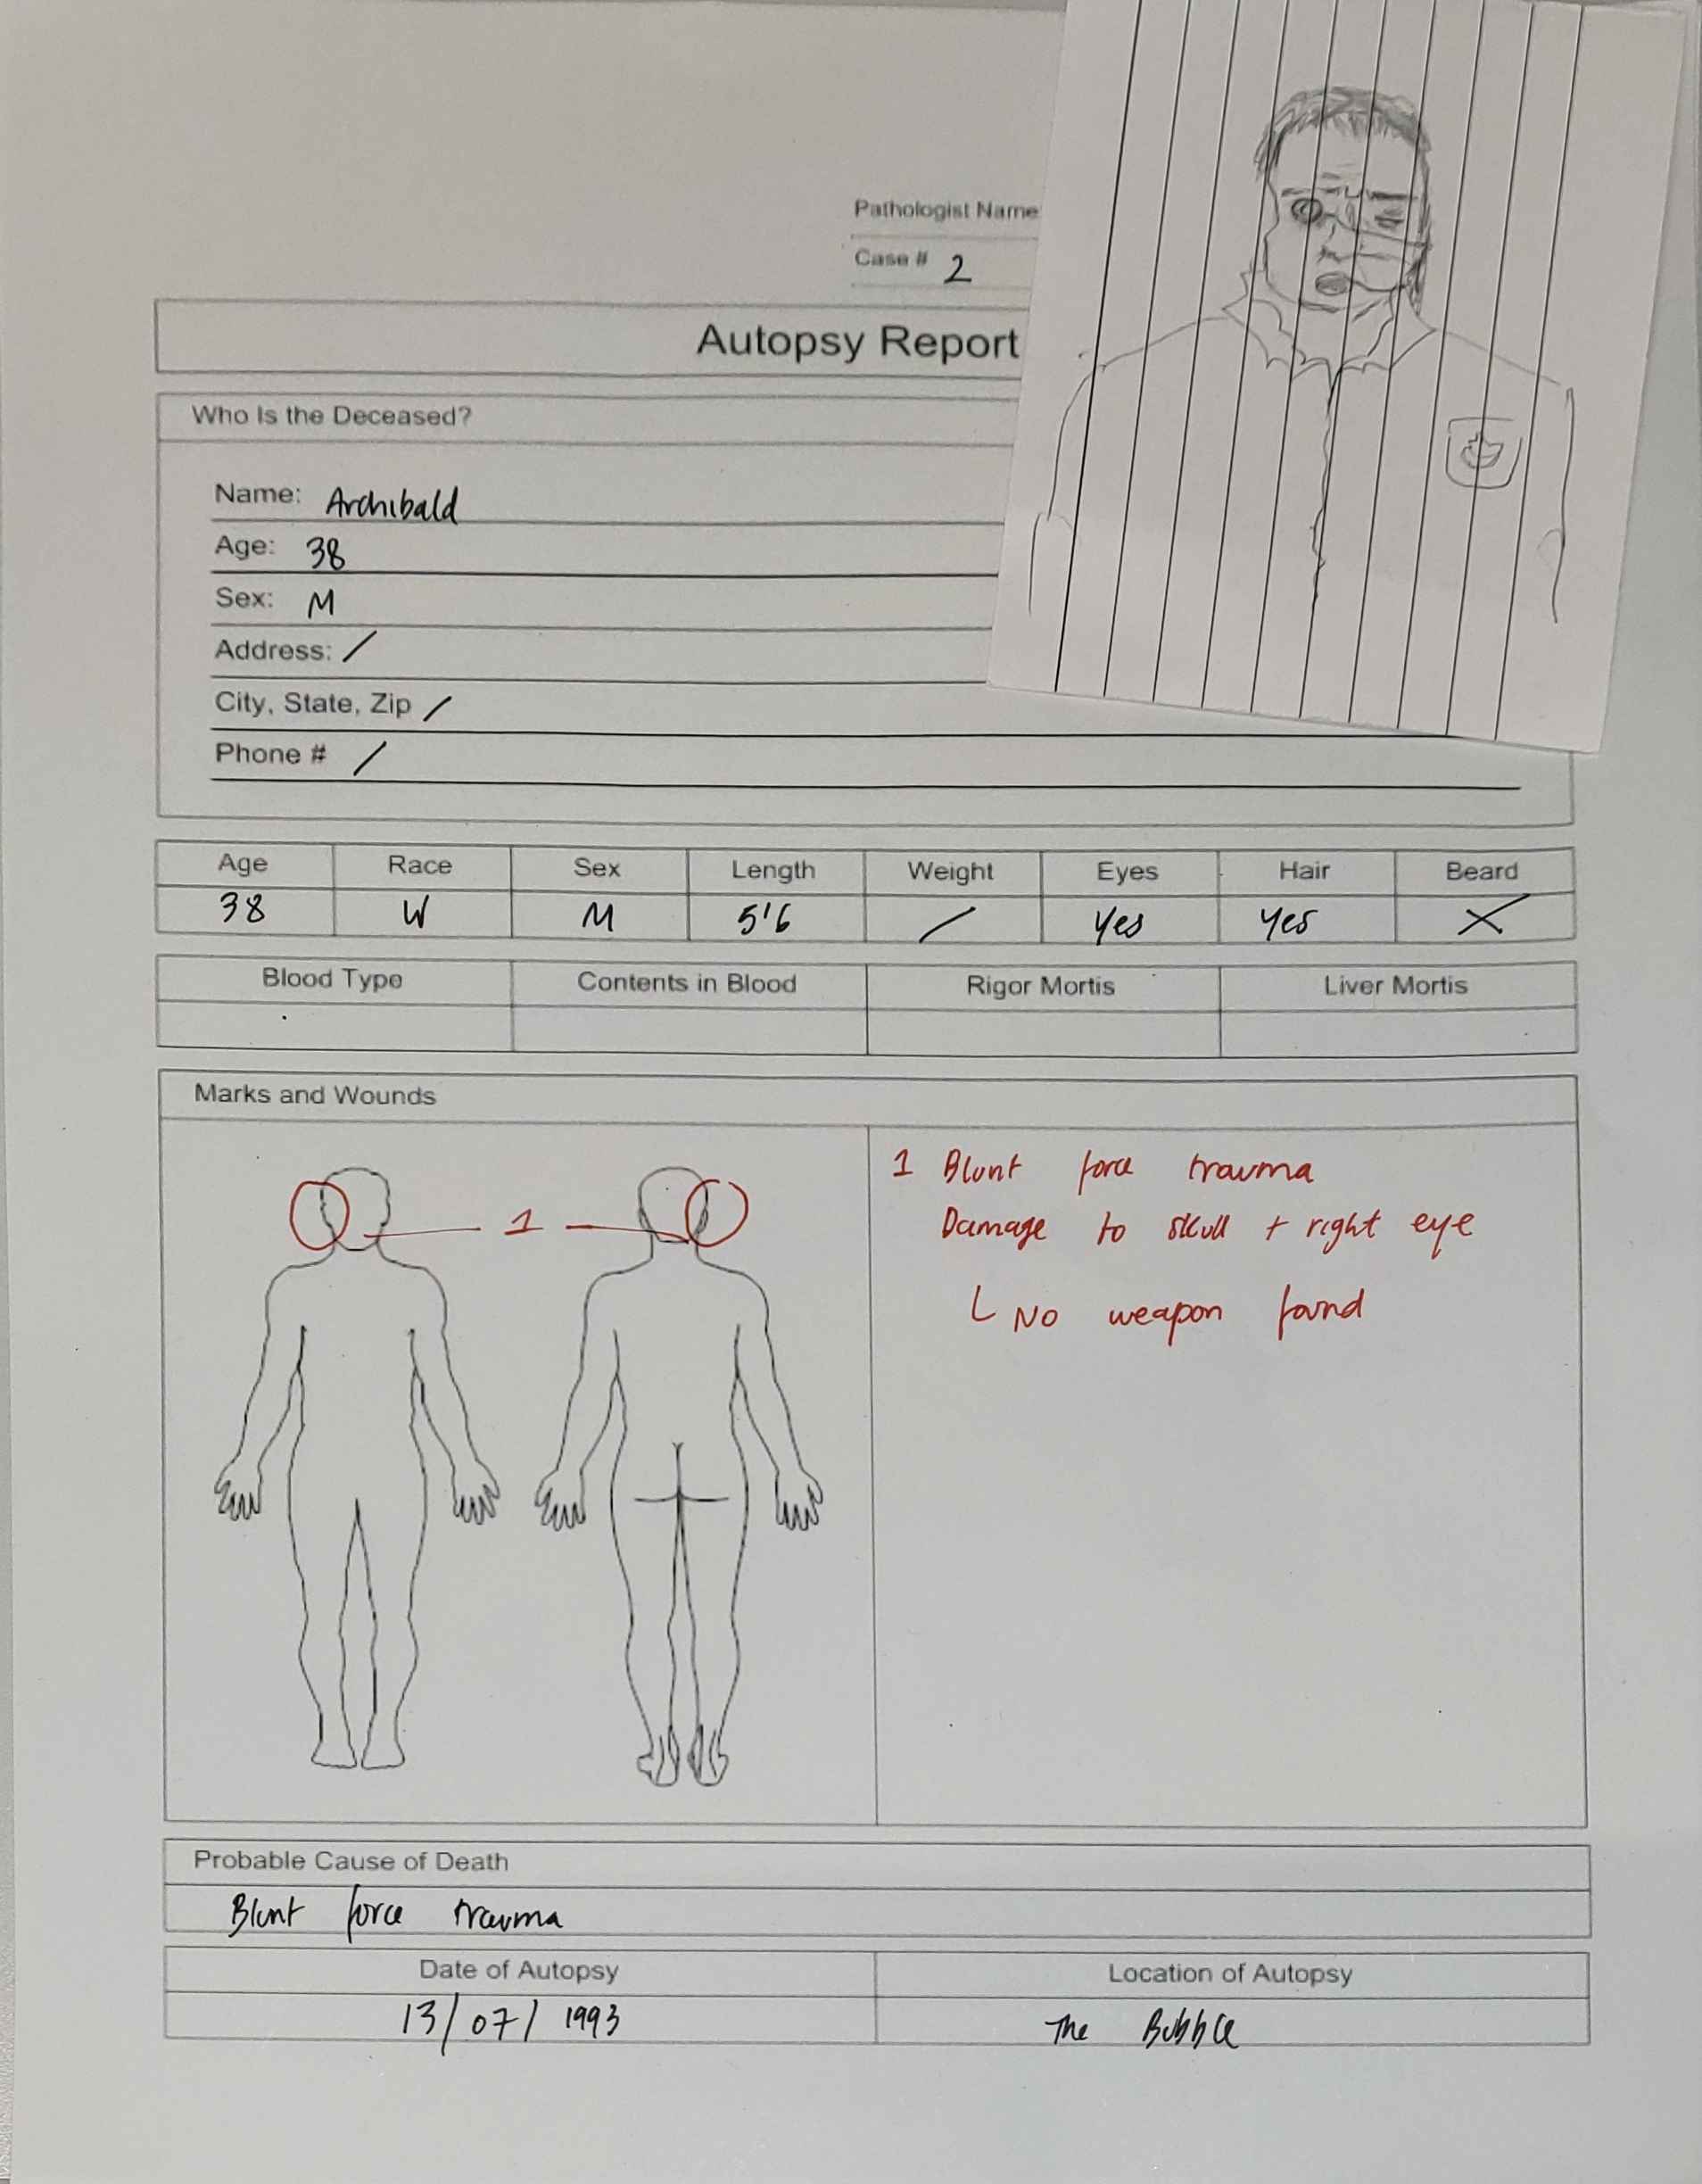 Pathologist Name
Case # 2
Autopsy Report
Who Is the Deceased?
Name: Archibald
Age: 38
Sex: M
Address: /
City, State, Zip /
Phone # /
Age Race Sex Length Weight Eyes Hair Beard
38 W M 5'6 / Yes Yes X
Blood Type Contents in Blood Rigor Mortis Liver Mortis
Marks and Wounds
1 Blunt force trauma
Damage to skull + right eye
1
L No weapon found
Probable Cause of Death
Blunt force trauma
Date of Autopsy Location of Autopsy
13/07/1993 The Bubble